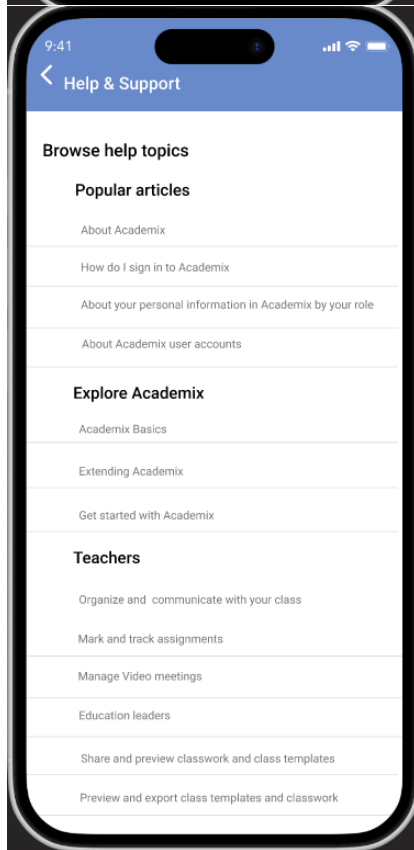 9:41
Help & Support
Browse help topics
Popular articles
About Academix
How do I sign in to Academix
About your personal information in Academix by your role
About Academix user accounts
Explore Academix
Academix Basics
Extending Academix
Get started with Academix
Teachers
Organize and communicate with your class
Mark and track assignments
Manage Video meetings
Education leaders
Share and preview classwork and class templates
Preview and export class templates and classwork